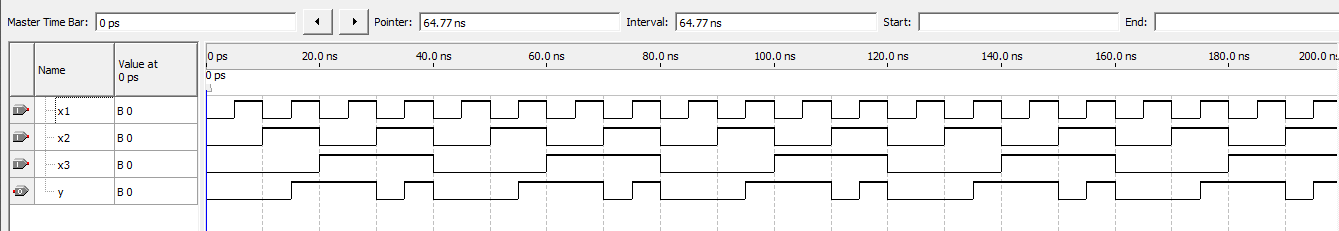 Master Time Bar: 0 ps Pointer: 64.77 ns Interval: 64.77 ns Start: End:
Name Value at 0 ps
0 ps 20.0 ns 40.0 ns 60.0 ns 80.0 ns 100.0 ns 120.0 ns 140.0 ns 160.0 ns 180.0 ns 200.0 ns
0 ps
x1 B 0
x2 B 0
x3 B 0
y B 0